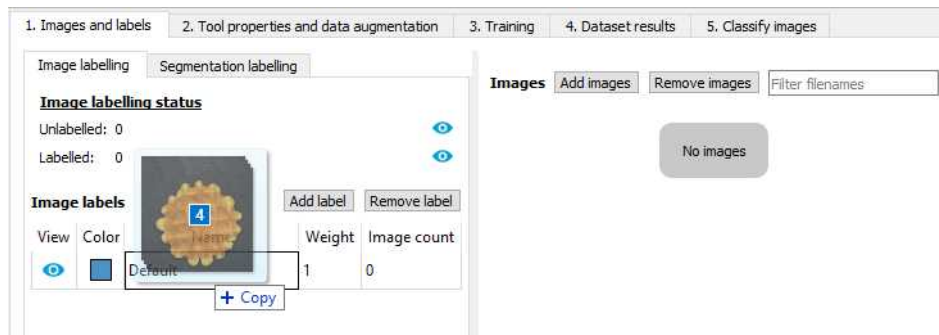 1. Images and labels 2. Tool properties and data augmentation 3. Training 4. Dataset results 5. Classify images
Image labelling Segmentation labelling
Images Add images Remove images Filter filenames
Image labelling status
Unlabelled: 0
Labelled: 0
No images
Image labels Add label Remove label
4
View Color Name Weight Image count
Default 1 0
+ Copy